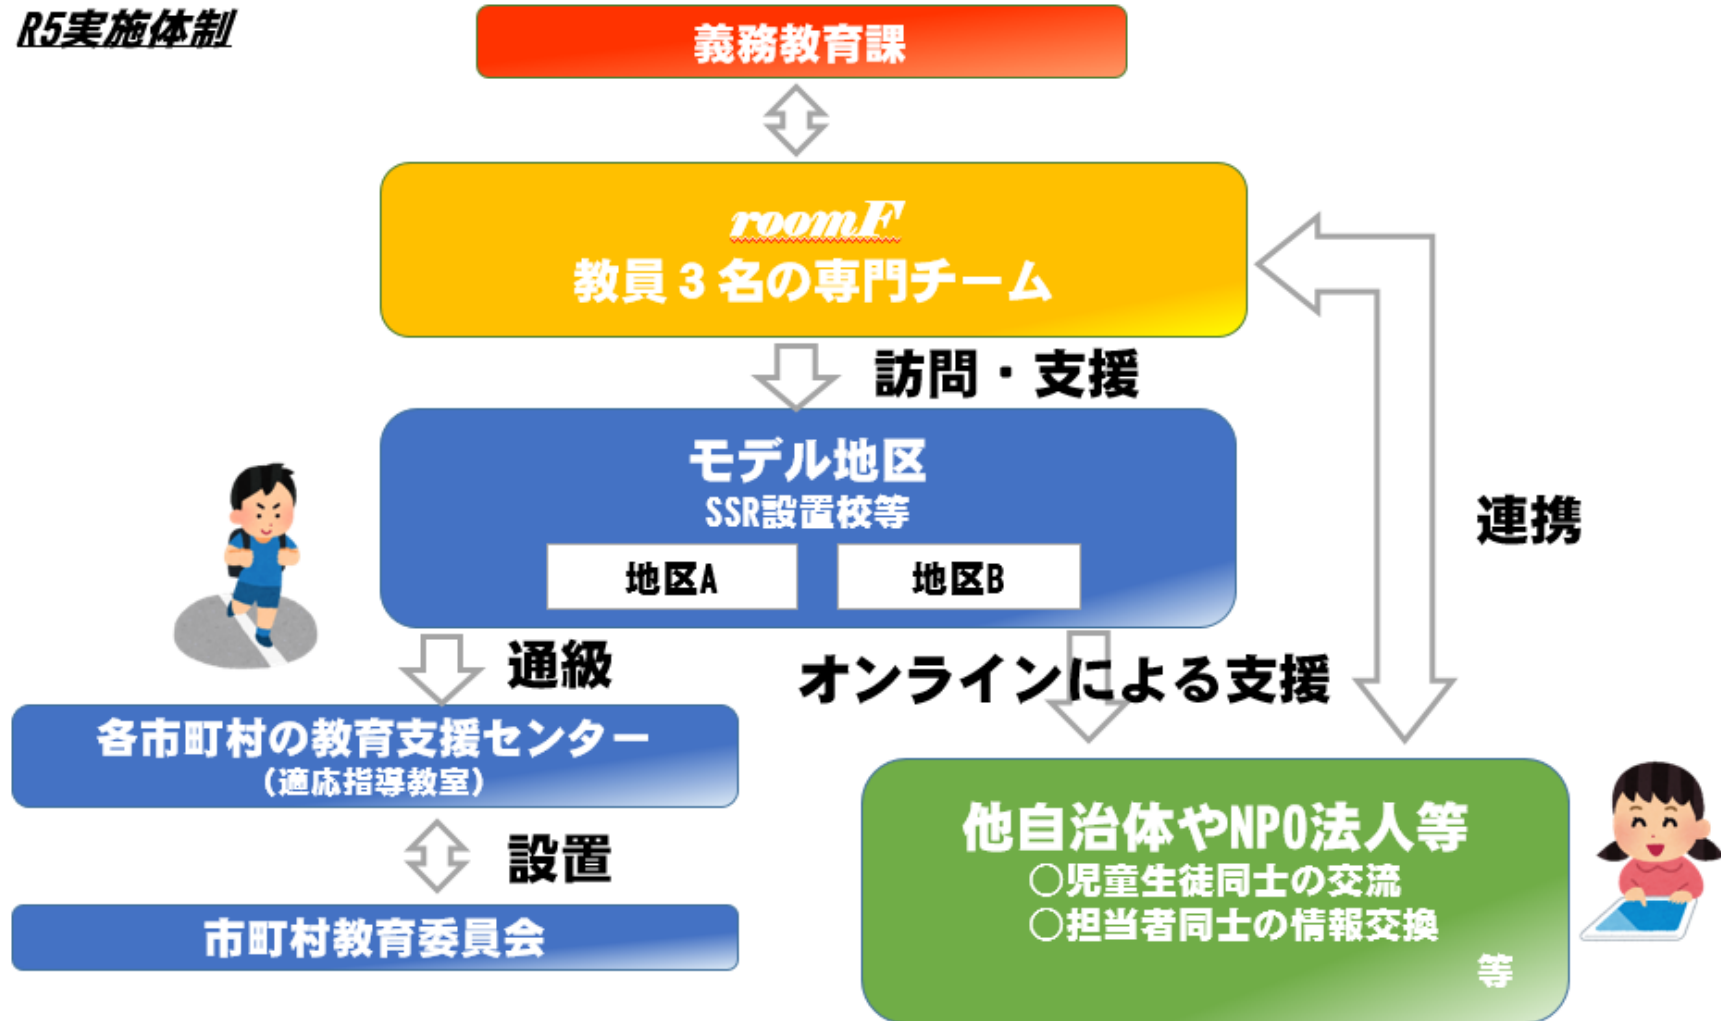 R5実施体制
義務教育課
roomF
教員３名の専門チーム
訪問・支援
モデル地区
SSR設置校等
地区A
地区B
連携
通級
オンラインによる支援
各市町村の教育支援センター
（適応指導教室）
設置
市町村教育委員会
他自治体やNPO法人等
○児童生徒同士の交流
○担当者同士の情報交換
等